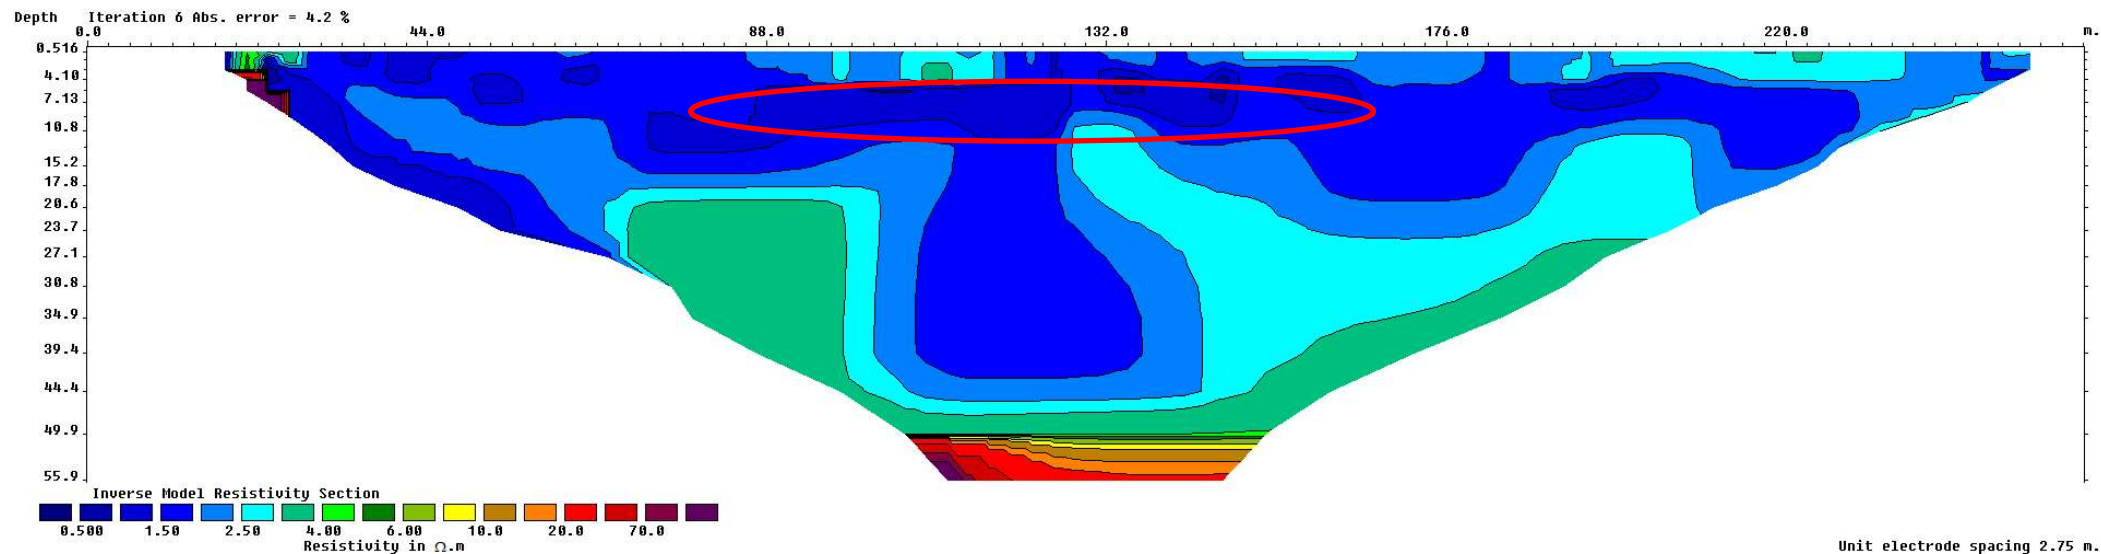 Depth Iteration 6 Abs. error = 4.2 %
0.0 44.0 88.0 132.0 176.0 220.0 m.
0.516
4.10
7.13
10.8
15.2
17.8
20.6
23.7
27.1
30.8
34.9
39.4
44.4
49.9
55.9
Inverse Model Resistivity Section
0.500 1.50 2.50 4.00 6.00 10.0 20.0 70.0
Resistivity in Ω.m
Unit electrode spacing 2.75 m.